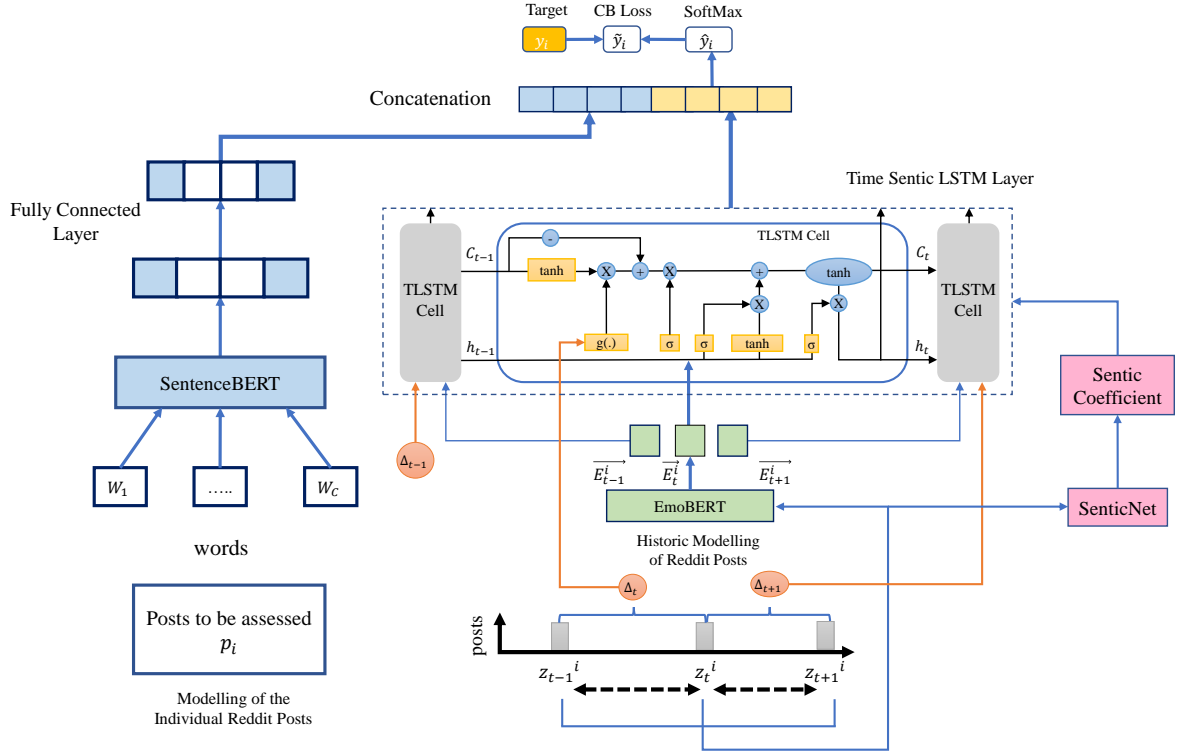 Target
CB Loss
SoftMax
y_i
ỹ_i
ŷ_i
Concatenation
Time Sentic LSTM Layer
Fully Connected
Layer
TLSTM Cell
C_{t-1}
-
tanh
X
+
X
+
tanh
C_t
TLSTM
Cell
X
X
TLSTM
Cell
h_{t-1}
g(.)
σ
σ
tanh
σ
h_t
SentenceBERT
Sentic
Coefficient
Δ_{t-1}
W_1
…..
W_C
E^i_{t-1}
E^i_t
E^i_{t+1}
EmoBERT
SenticNet
Historic Modelling
of Reddit Posts
words
Δ_t
Δ_{t+1}
Posts to be assessed
p_i
posts
z_{t-1}^i
z_t^i
z_{t+1}^i
Modelling of the
Individual Reddit Posts